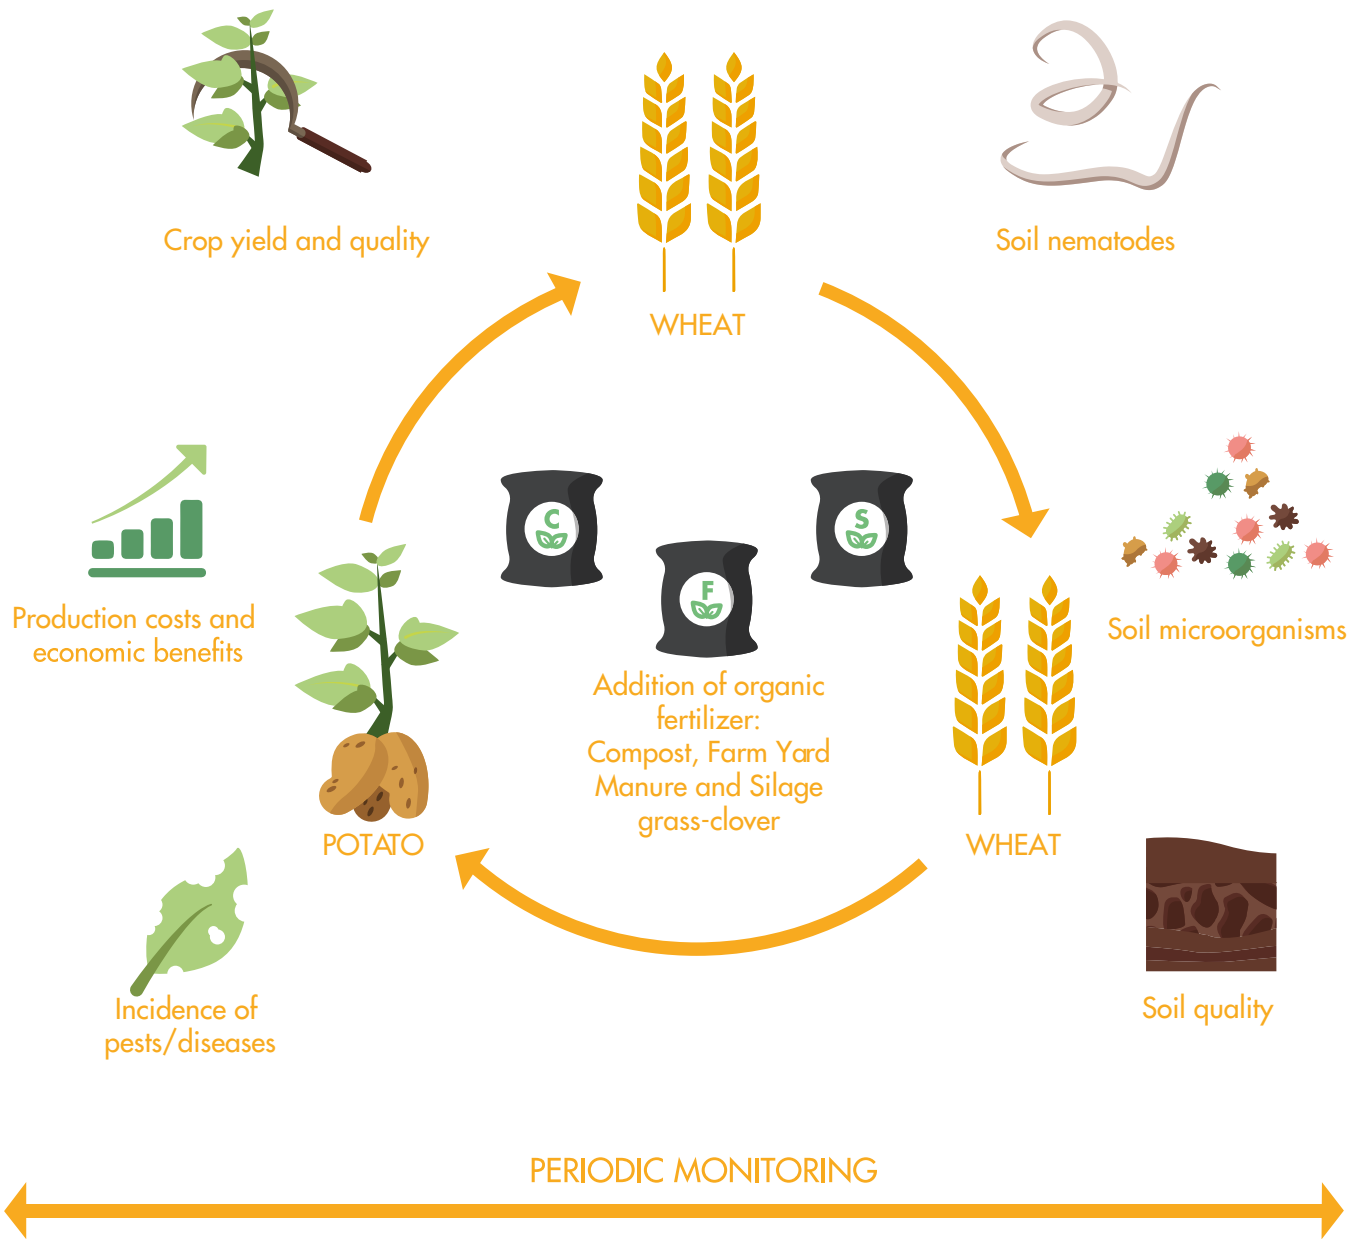 Crop yield and quality
Soil nematodes
WHEAT
C
S
F
Production costs and
economic benefits
Soil microorganisms
Addition of organic
fertilizer:
Compost, Farm Yard
Manure and Silage
grass-clover
POTATO
WHEAT
Incidence of
pests/diseases
Soil quality
PERIODIC MONITORING